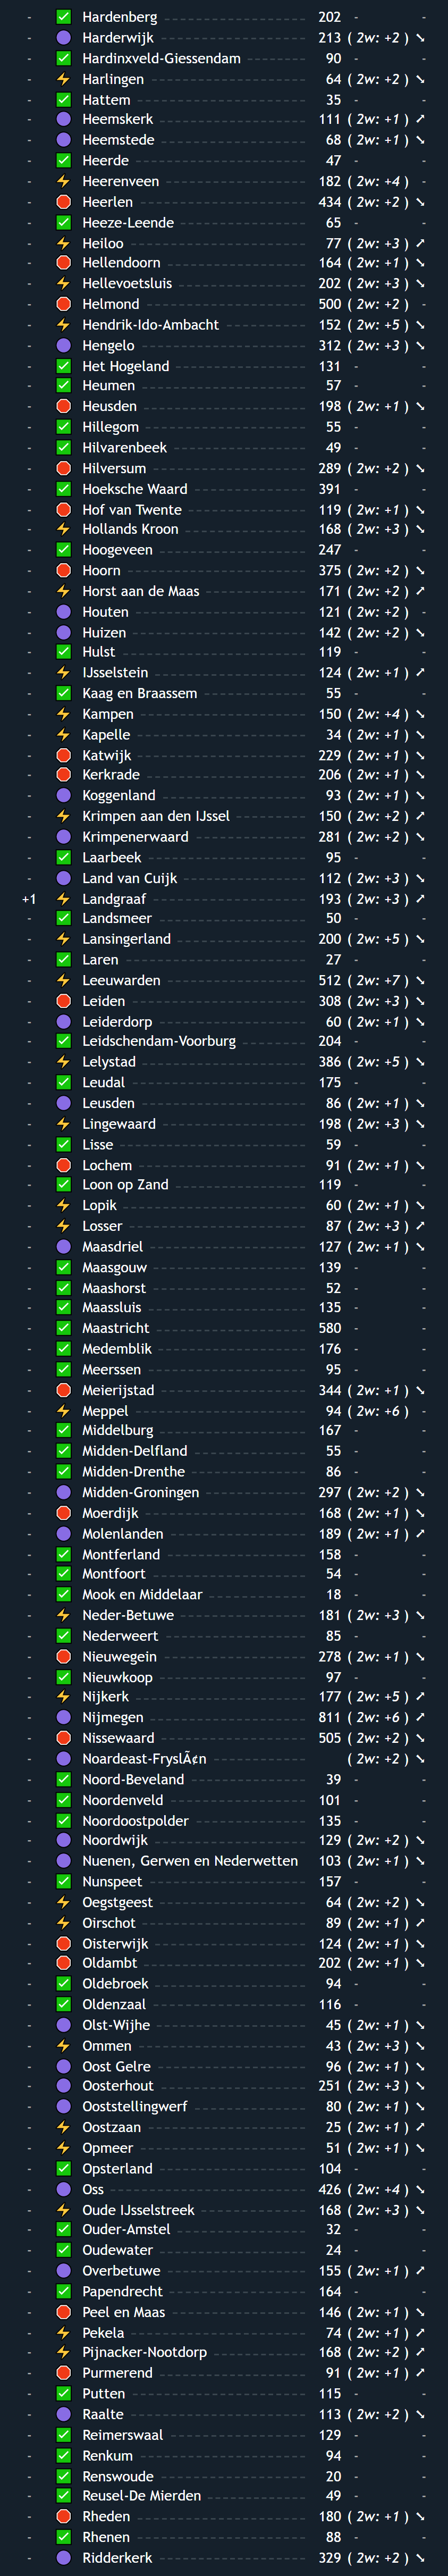 - Hardenberg 202 - -
- Harderwijk 213 ( 2w: +2 ) ↘
- Hardinxveld-Giessendam 90 - -
- Harlingen 64 ( 2w: +2 ) ↘
- Hattem 35 - -
- Heemskerk 111 ( 2w: +1 ) ↗
- Heemstede 68 ( 2w: +1 ) ↘
- Heerde 47 - -
- Heerenveen 182 ( 2w: +4 ) -
- Heerlen 434 ( 2w: +2 ) ↘
- Heeze-Leende 65 - -
- Heiloo 77 ( 2w: +3 ) ↗
- Hellendoorn 164 ( 2w: +1 ) ↘
- Hellevoetsluis 202 ( 2w: +3 ) ↘
- Helmond 500 ( 2w: +2 ) -
- Hendrik-Ido-Ambacht 152 ( 2w: +5 ) ↘
- Hengelo 312 ( 2w: +3 ) ↘
- Het Hogeland 131 - -
- Heumen 57 - -
- Heusden 198 ( 2w: +1 ) ↘
- Hillegom 55 - -
- Hilvarenbeek 49 - -
- Hilversum 289 ( 2w: +2 ) ↘
- Hoeksche Waard 391 - -
- Hof van Twente 119 ( 2w: +1 ) ↘
- Hollands Kroon 168 ( 2w: +3 ) ↘
- Hoogeveen 247 - -
- Hoorn 375 ( 2w: +2 ) ↘
- Horst aan de Maas 171 ( 2w: +2 ) ↗
- Houten 121 ( 2w: +2 ) -
- Huizen 142 ( 2w: +2 ) ↘
- Hulst 119 - -
- IJsselstein 124 ( 2w: +1 ) ↗
- Kaag en Braassem 55 - -
- Kampen 150 ( 2w: +4 ) ↘
- Kapelle 34 ( 2w: +1 ) ↘
- Katwijk 229 ( 2w: +1 ) ↘
- Kerkrade 206 ( 2w: +1 ) ↘
- Koggenland 93 ( 2w: +1 ) ↘
- Krimpen aan den IJssel 150 ( 2w: +2 ) ↗
- Krimpenerwaard 281 ( 2w: +2 ) ↘
- Laarbeek 95 - -
- Land van Cuijk 112 ( 2w: +3 ) ↘
+1 Landgraaf 193 ( 2w: +3 ) ↗
- Landsmeer 50 - -
- Lansingerland 200 ( 2w: +5 ) ↘
- Laren 27 - -
- Leeuwarden 512 ( 2w: +7 ) ↘
- Leiden 308 ( 2w: +3 ) ↘
- Leiderdorp 60 ( 2w: +1 ) ↘
- Leidschendam-Voorburg 204 - -
- Lelystad 386 ( 2w: +5 ) ↘
- Leudal 175 - -
- Leusden 86 ( 2w: +1 ) ↘
- Lingewaard 198 ( 2w: +3 ) ↘
- Lisse 59 - -
- Lochem 91 ( 2w: +1 ) ↘
- Loon op Zand 119 - -
- Lopik 60 ( 2w: +1 ) ↘
- Losser 87 ( 2w: +3 ) ↗
- Maasdriel 127 ( 2w: +1 ) ↘
- Maasgouw 139 - -
- Maashorst 52 - -
- Maassluis 135 - -
- Maastricht 580 - -
- Medemblik 176 - -
- Meerssen 95 - -
- Meierijstad 344 ( 2w: +1 ) ↘
- Meppel 94 ( 2w: +6 ) -
- Middelburg 167 - -
- Midden-Delfland 55 - -
- Midden-Drenthe 86 - -
- Midden-Groningen 297 ( 2w: +2 ) ↘
- Moerdijk 168 ( 2w: +1 ) ↘
- Molenlanden 189 ( 2w: +1 ) ↗
- Montferland 158 - -
- Montfoort 54 - -
- Mook en Middelaar 18 - -
- Neder-Betuwe 181 ( 2w: +3 ) ↘
- Nederweert 85 - -
- Nieuwegein 278 ( 2w: +1 ) ↘
- Nieuwkoop 97 - -
- Nijkerk 177 ( 2w: +5 ) ↗
- Nijmegen 811 ( 2w: +6 ) ↗
- Nissewaard 505 ( 2w: +2 ) ↘
- Noardeast-FryslÃ¢n ( 2w: +2 ) ↘
- Noord-Beveland 39 - -
- Noordenveld 101 - -
- Noordoostpolder 135 - -
- Noordwijk 129 ( 2w: +2 ) ↘
- Nuenen, Gerwen en Nederwetten 103 ( 2w: +1 ) ↘
- Nunspeet 157 - -
- Oegstgeest 64 ( 2w: +2 ) ↘
- Oirschot 89 ( 2w: +1 ) ↗
- Oisterwijk 124 ( 2w: +1 ) ↘
- Oldambt 202 ( 2w: +1 ) ↘
- Oldebroek 94 - -
- Oldenzaal 116 - -
- Olst-Wijhe 45 ( 2w: +1 ) ↘
- Ommen 43 ( 2w: +3 ) ↘
- Oost Gelre 96 ( 2w: +1 ) ↘
- Oosterhout 251 ( 2w: +3 ) ↘
- Ooststellingwerf 80 ( 2w: +1 ) ↘
- Oostzaan 25 ( 2w: +1 ) ↗
- Opmeer 51 ( 2w: +1 ) ↘
- Opsterland 104 - -
- Oss 426 ( 2w: +4 ) ↘
- Oude IJsselstreek 168 ( 2w: +3 ) ↘
- Ouder-Amstel 32 - -
- Oudewater 24 - -
- Overbetuwe 155 ( 2w: +1 ) ↗
- Papendrecht 164 - -
- Peel en Maas 146 ( 2w: +1 ) ↘
- Pekela 74 ( 2w: +1 ) ↗
- Pijnacker-Nootdorp 168 ( 2w: +2 ) ↗
- Purmerend 91 ( 2w: +1 ) ↗
- Putten 115 - -
- Raalte 113 ( 2w: +2 ) ↘
- Reimerswaal 129 - -
- Renkum 94 - -
- Renswoude 20 - -
- Reusel-De Mierden 49 - -
- Rheden 180 ( 2w: +1 ) ↘
- Rhenen 88 - -
- Ridderkerk 329 ( 2w: +2 ) ↘